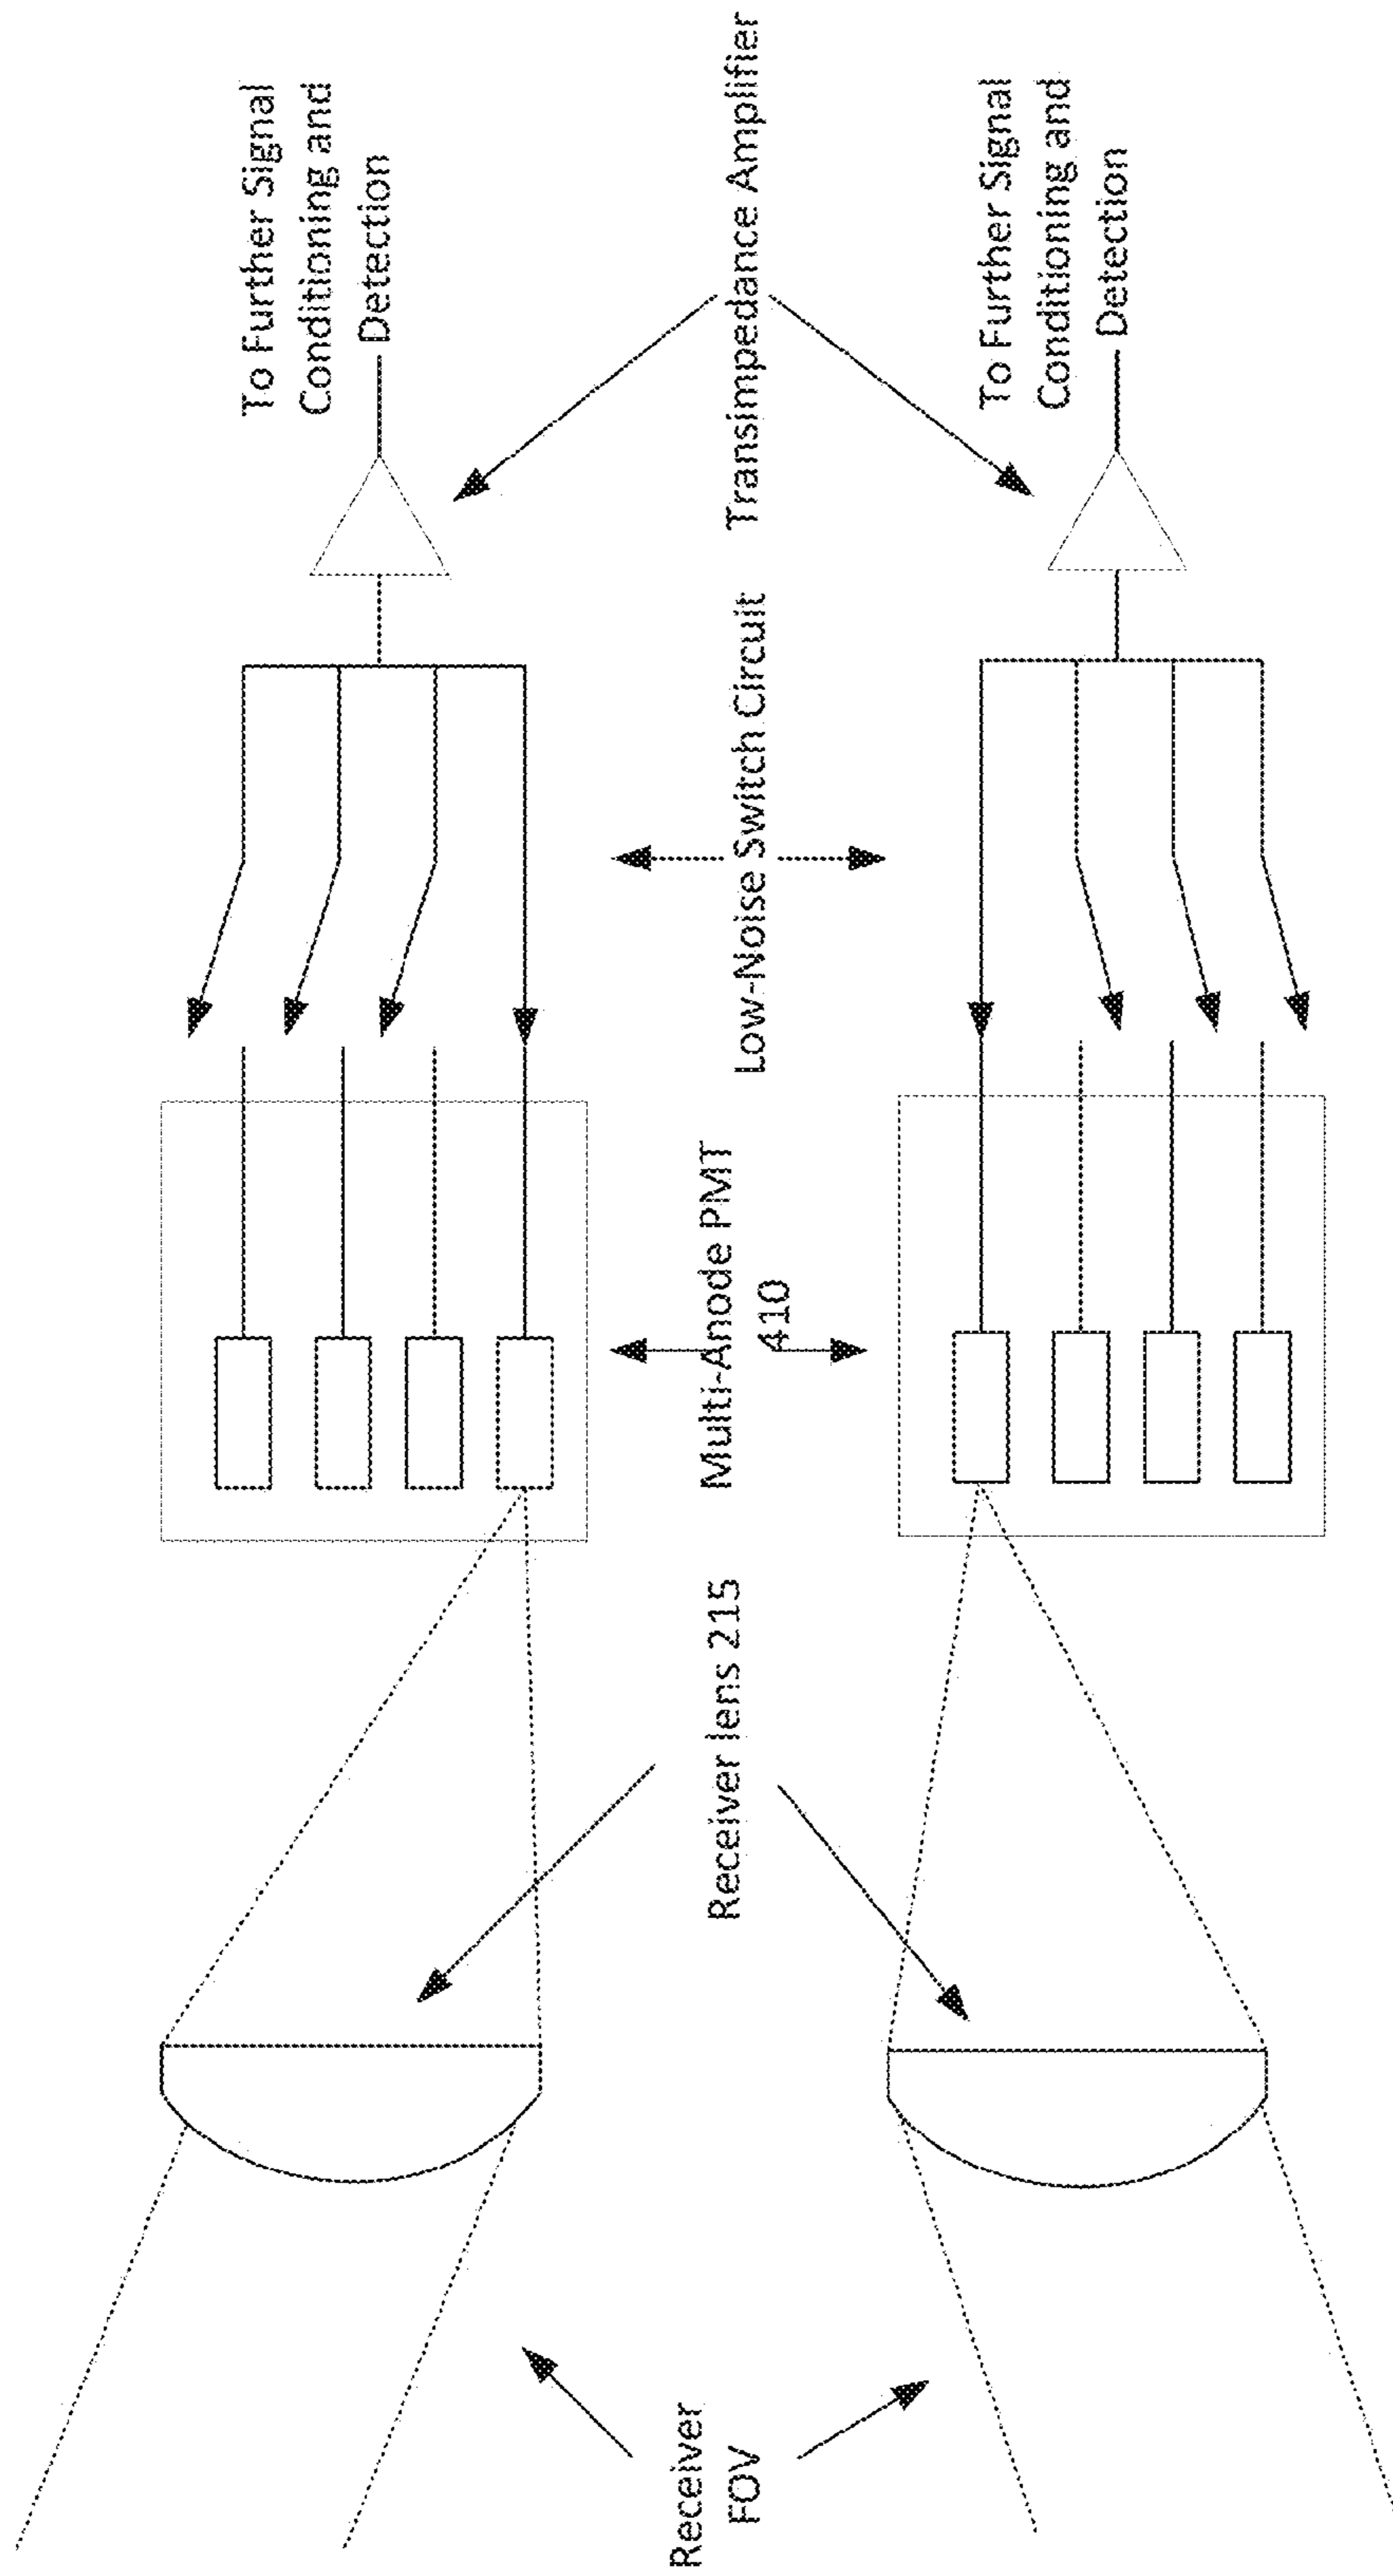 To Further Signal
Conditioning and
Detection
Transimpedance Amplifier
Low-Noise Switch Circuit
Multi-Anode PMT
410
Receiver lens 215
Receiver
FOV
To Further Signal
Conditioning and
Detection